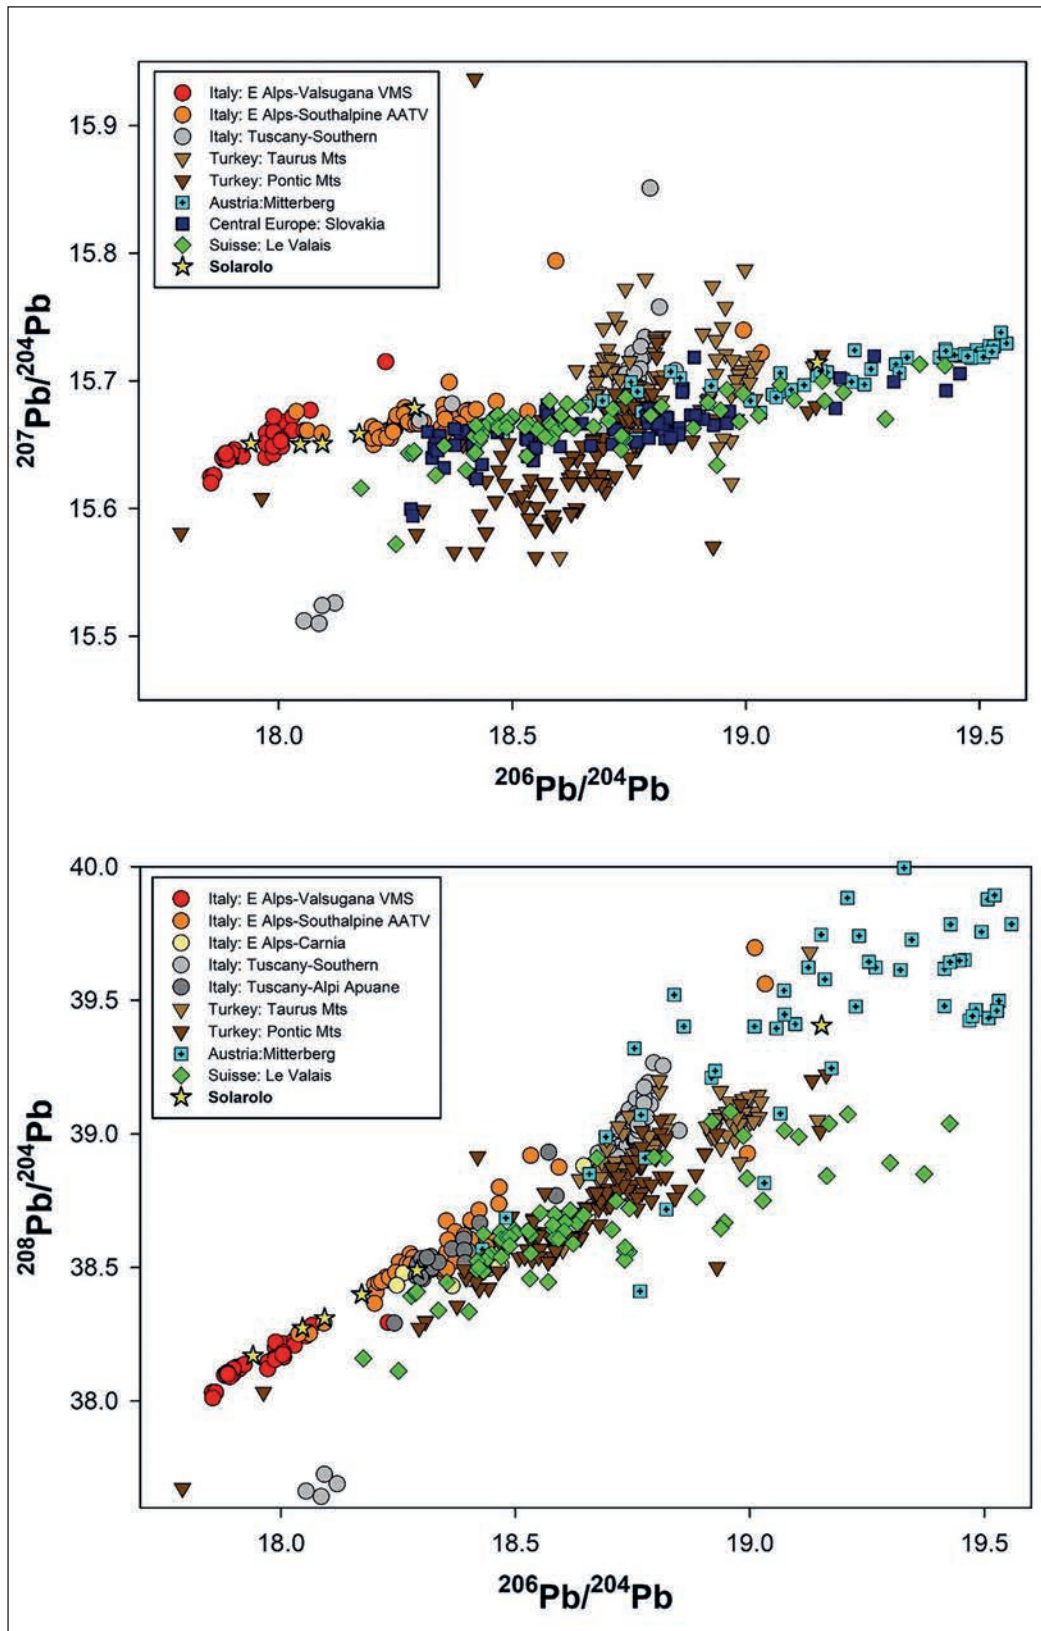 Italy: E Alps-Valsugana VMS
Italy: E Alps-Southalpine AATV
Italy: Tuscany-Southern
Turkey: Taurus Mts
Turkey: Pontic Mts
Austria:Mitterberg
Central Europe: Slovakia
Suisse: Le Valais
Solarolo
15.9
15.8
15.7
15.6
15.5
²⁰⁷Pb/²⁰⁴Pb
18.0 18.5 19.0 19.5
²⁰⁶Pb/²⁰⁴Pb
Italy: E Alps-Valsugana VMS
Italy: E Alps-Southalpine AATV
Italy: E Alps-Carnia
Italy: Tuscany-Southern
Italy: Tuscany-Alpi Apuane
Turkey: Taurus Mts
Turkey: Pontic Mts
Austria:Mitterberg
Suisse: Le Valais
Solarolo
40.0
39.5
39.0
38.5
38.0
²⁰⁸Pb/²⁰⁴Pb
18.0 18.5 19.0 19.5
²⁰⁶Pb/²⁰⁴Pb